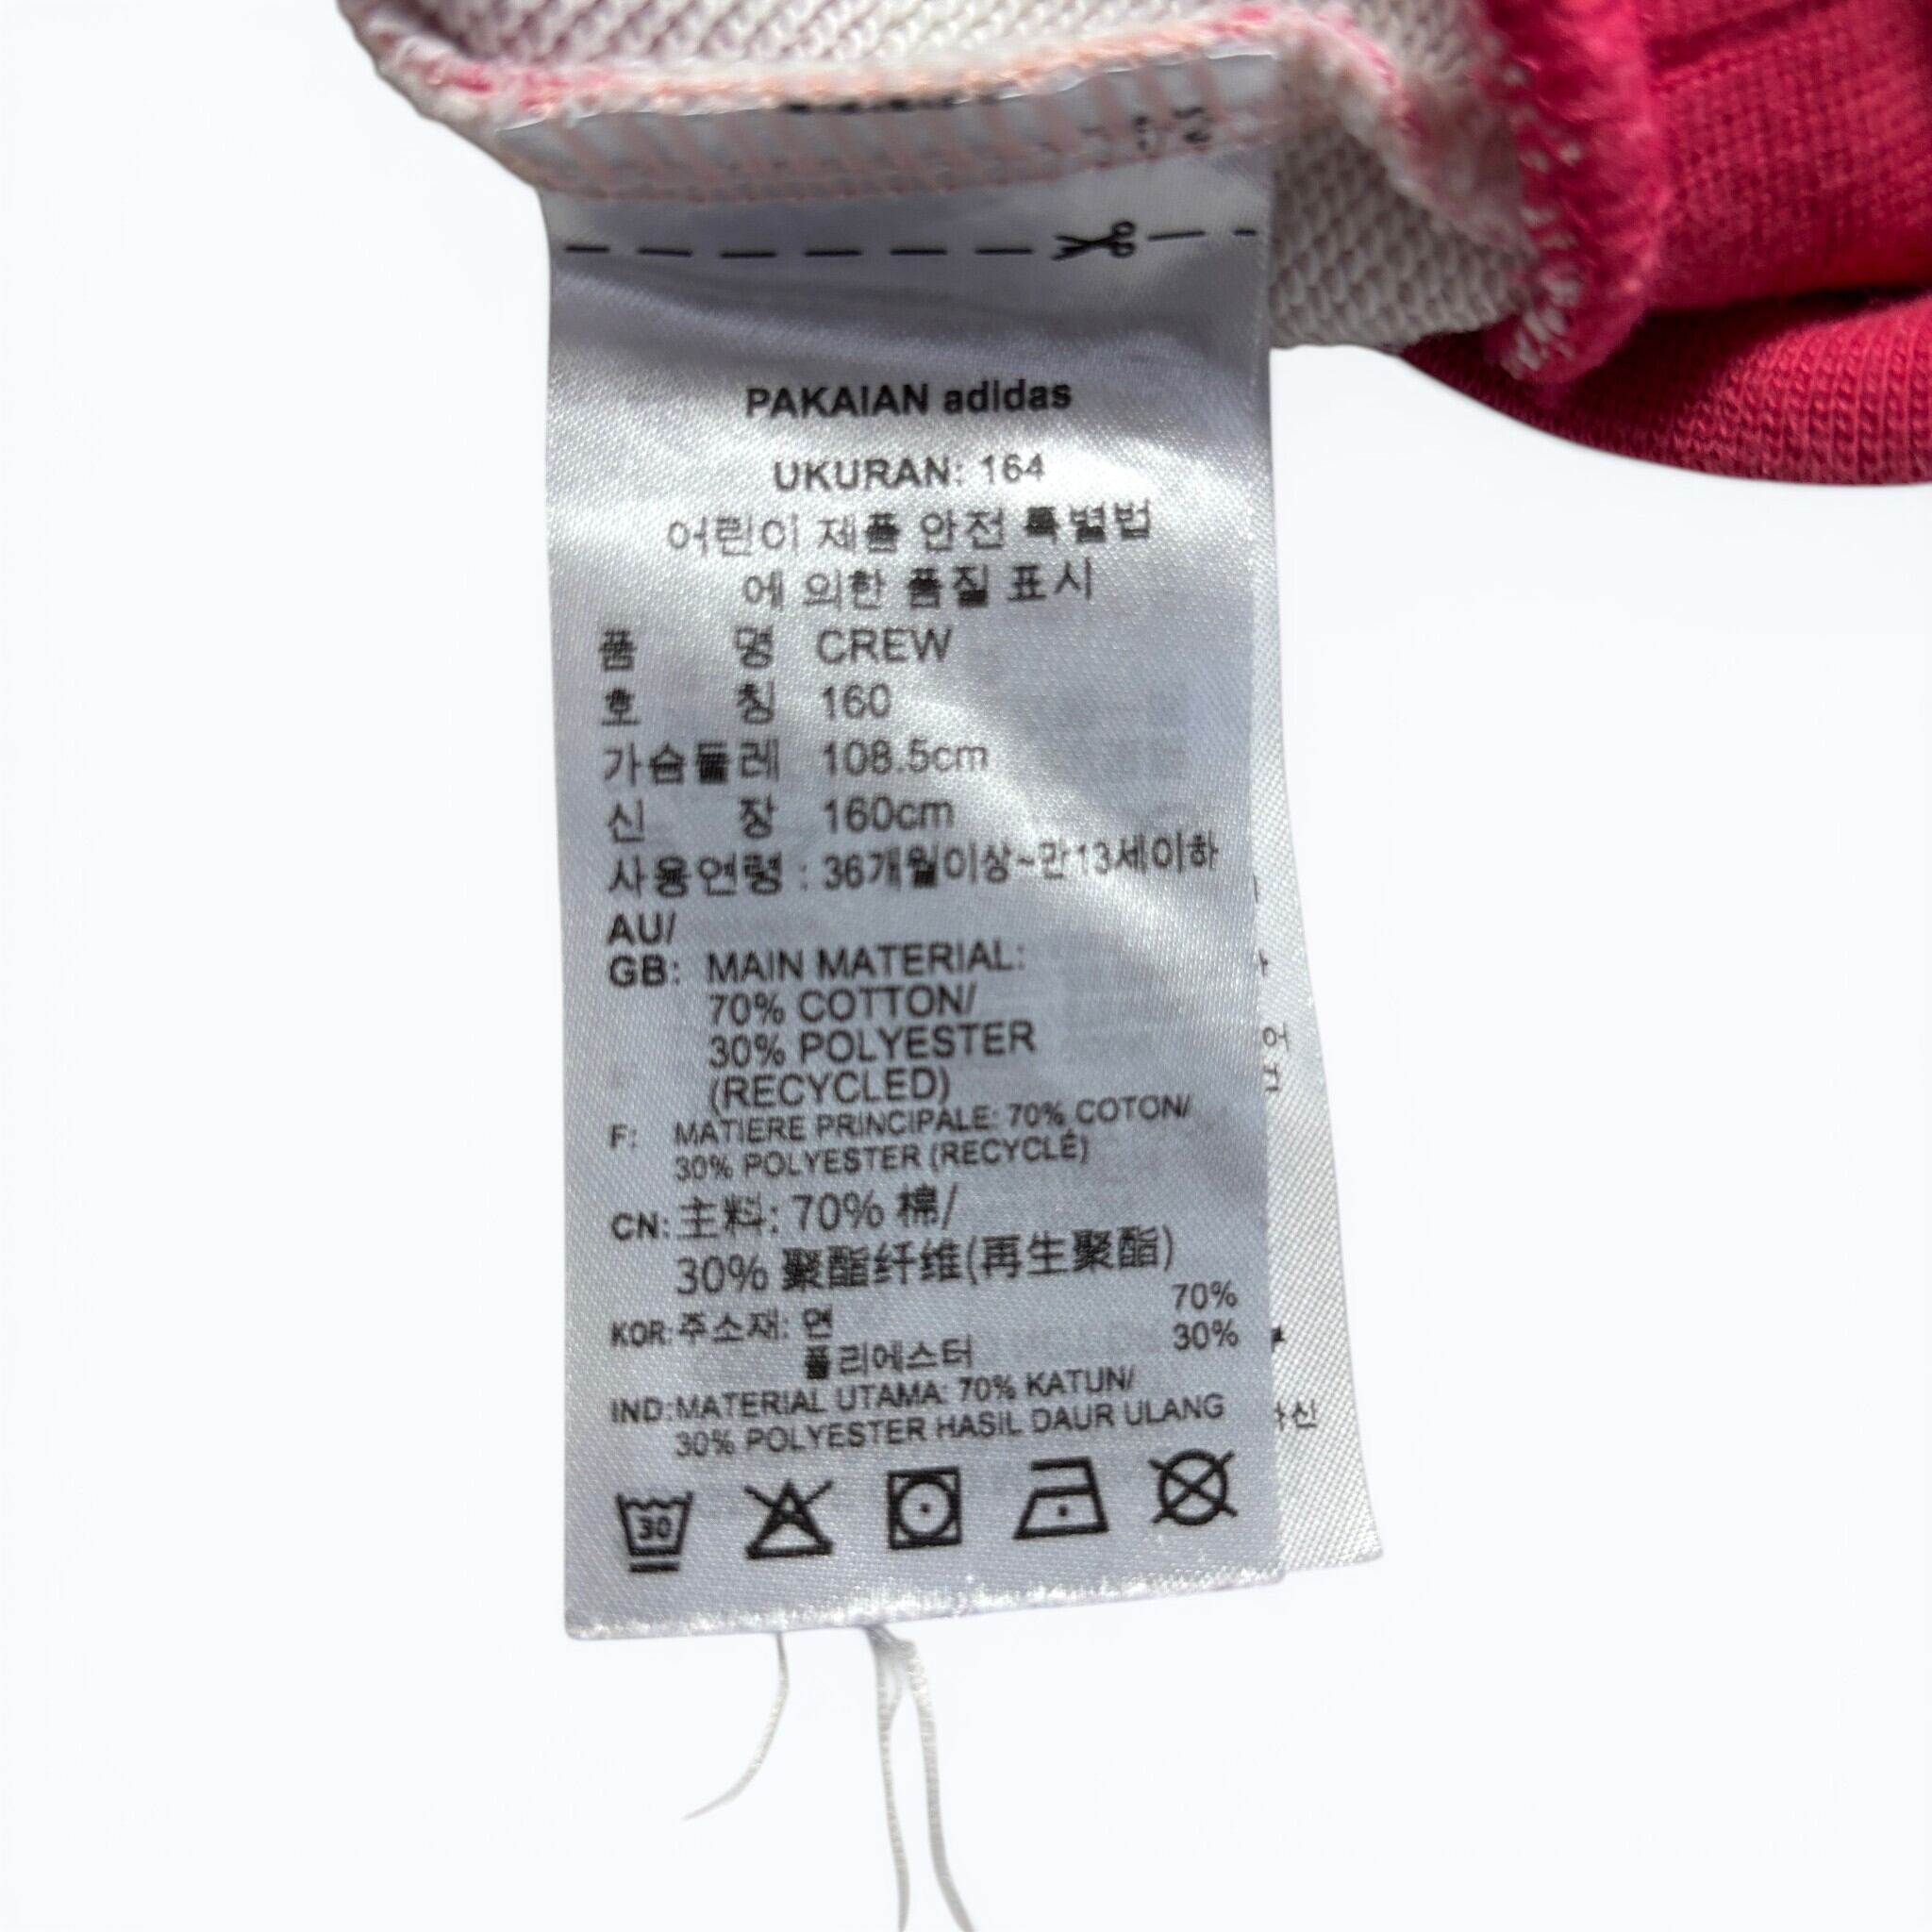 PAKAIAN adidas
UKURAN: 164
어린이 제품 안전 특별법
에 의한 품질 표시
품 명 CREW
호 칭 160
가슴둘레 108.5cm
신 장 160cm
사용연령 : 36개월이상~만13세이하
AU/
GB: MAIN MATERIAL:
70% COTTON/
30% POLYESTER
(RECYCLED)
F: MATIERE PRINCIPALE: 70% COTON/
30% POLYESTER (RECYCLÉ)
CN: 主料: 70% 棉/
30% 聚酯纤维(再生聚酯)
KOR: 주소재: 면 70%
폴리에스터 30%
IND: MATERIAL UTAMA: 70% KATUN/
30% POLYESTER HASIL DAUR ULANG
30